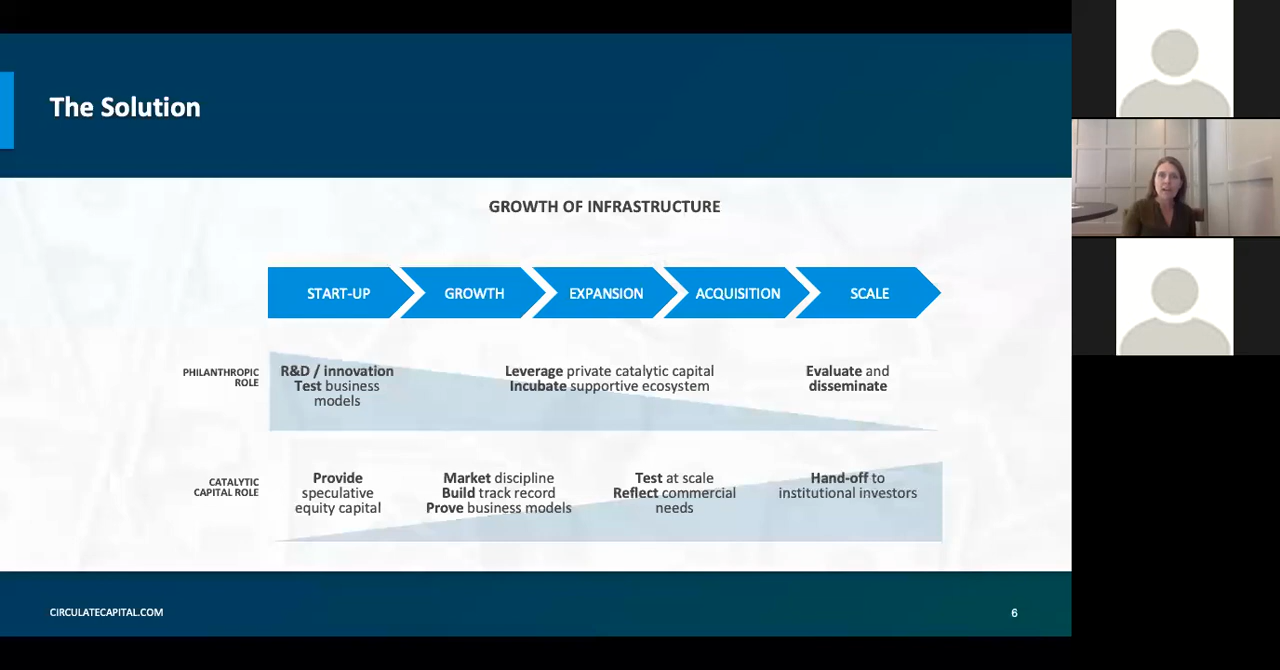 The Solution
GROWTH OF INFRASTRUCTURE
START-UP
GROWTH
EXPANSION
ACQUISITION
SCALE
PHILANTHROPIC
ROLE
R&D / innovation
Test business
models
Leverage private catalytic capital
Incubate supportive ecosystem
Evaluate and
disseminate
CATALYTIC
CAPITAL ROLE
Provide
speculative
equity capital
Market discipline
Build track record
Prove business models
Test at scale
Reflect commercial
needs
Hand-off to
institutional investors
CIRCULATECAPITAL.COM
6